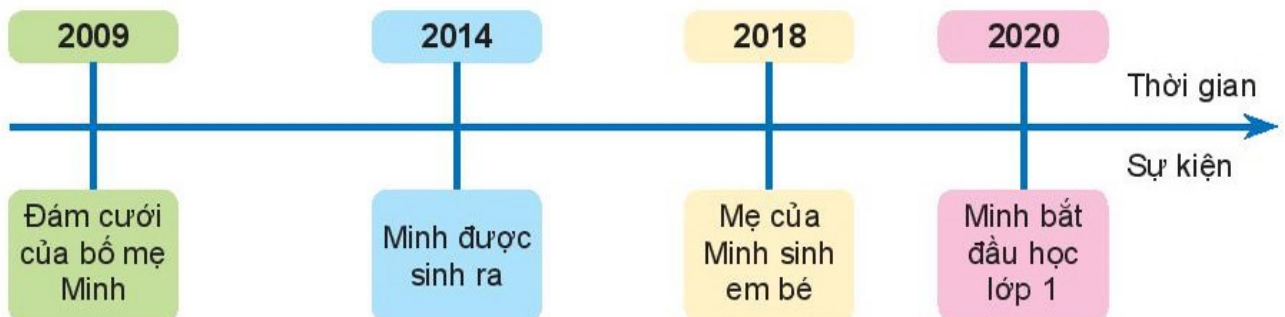 2009
2014
2018
2020
Thời gian
Sự kiện
Đám cưới
của bố mẹ
Minh
Minh được
sinh ra
Mẹ của
Minh sinh
em bé
Minh bắt
đầu học
lớp 1